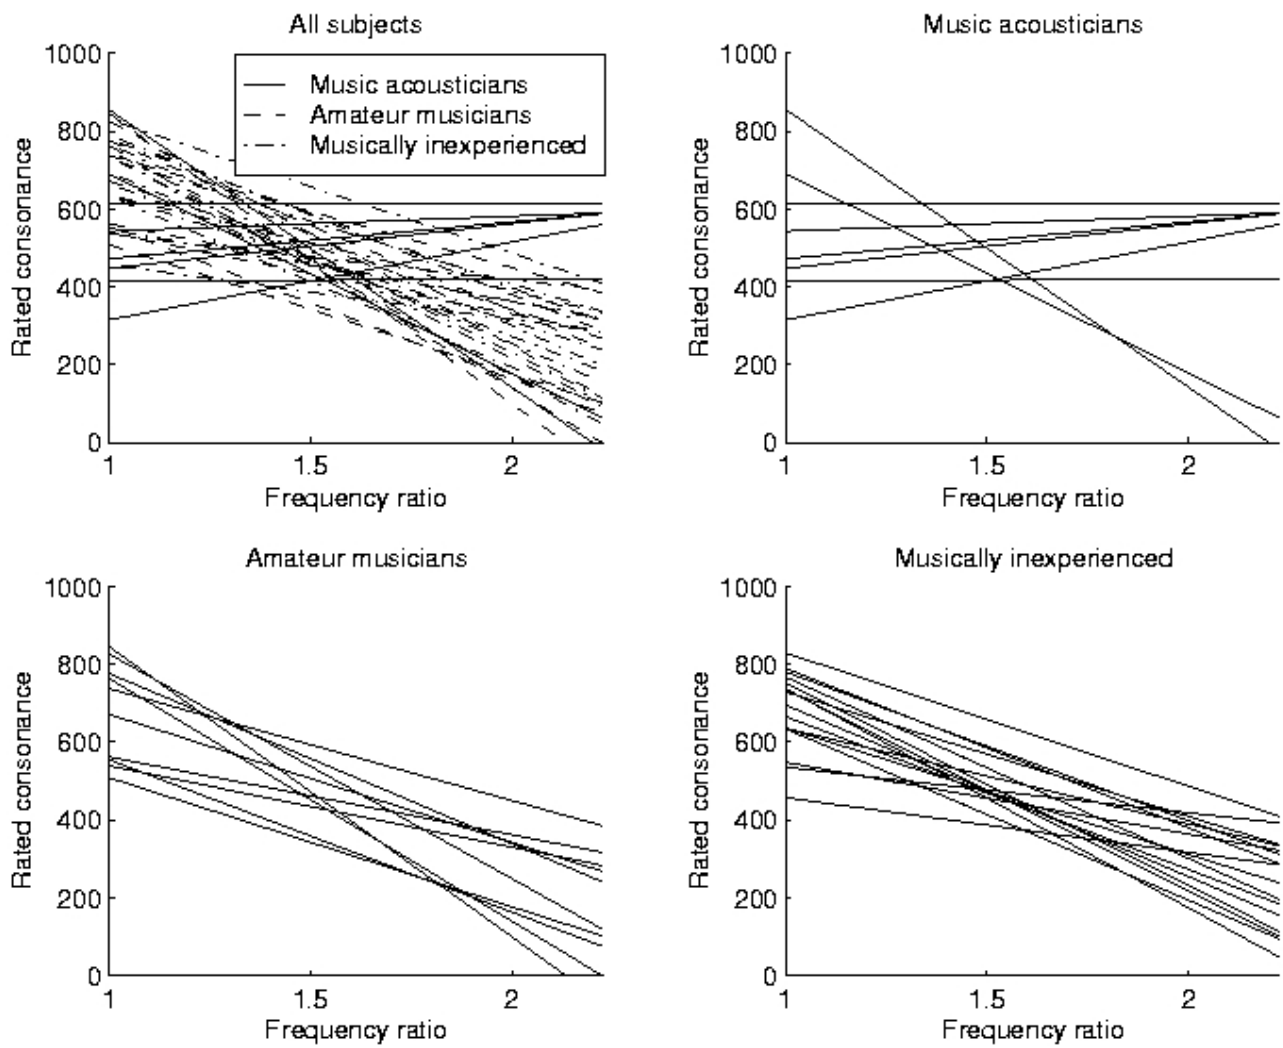 All subjects
1000
800
600
400
200
0
Rated consonance
Music acousticians
Amateur musicians
Musically inexperienced
1
1.5
2
Frequency ratio
Music acousticians
1000
800
600
400
200
0
Rated consonance
1
1.5
2
Frequency ratio
Amateur musicians
1000
800
600
400
200
0
Rated consonance
1
1.5
2
Frequency ratio
Musically inexperienced
1000
800
600
400
200
0
Rated consonance
1
1.5
2
Frequency ratio